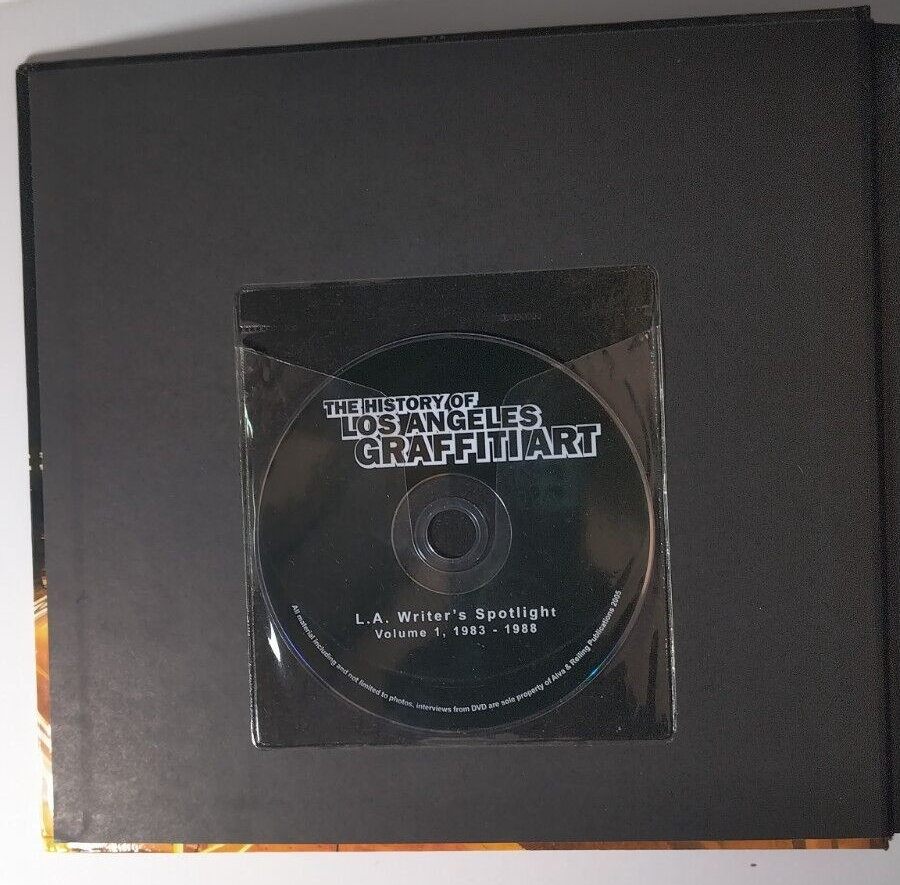 THE HISTORY OF
LOS ANGELES
GRAFFITI ART
L.A. Writer's Spotlight
Volume 1, 1983 - 1988
All material including and not limited to photos, interviews from DVD are sole property of Alva & Reiling Publications 2005